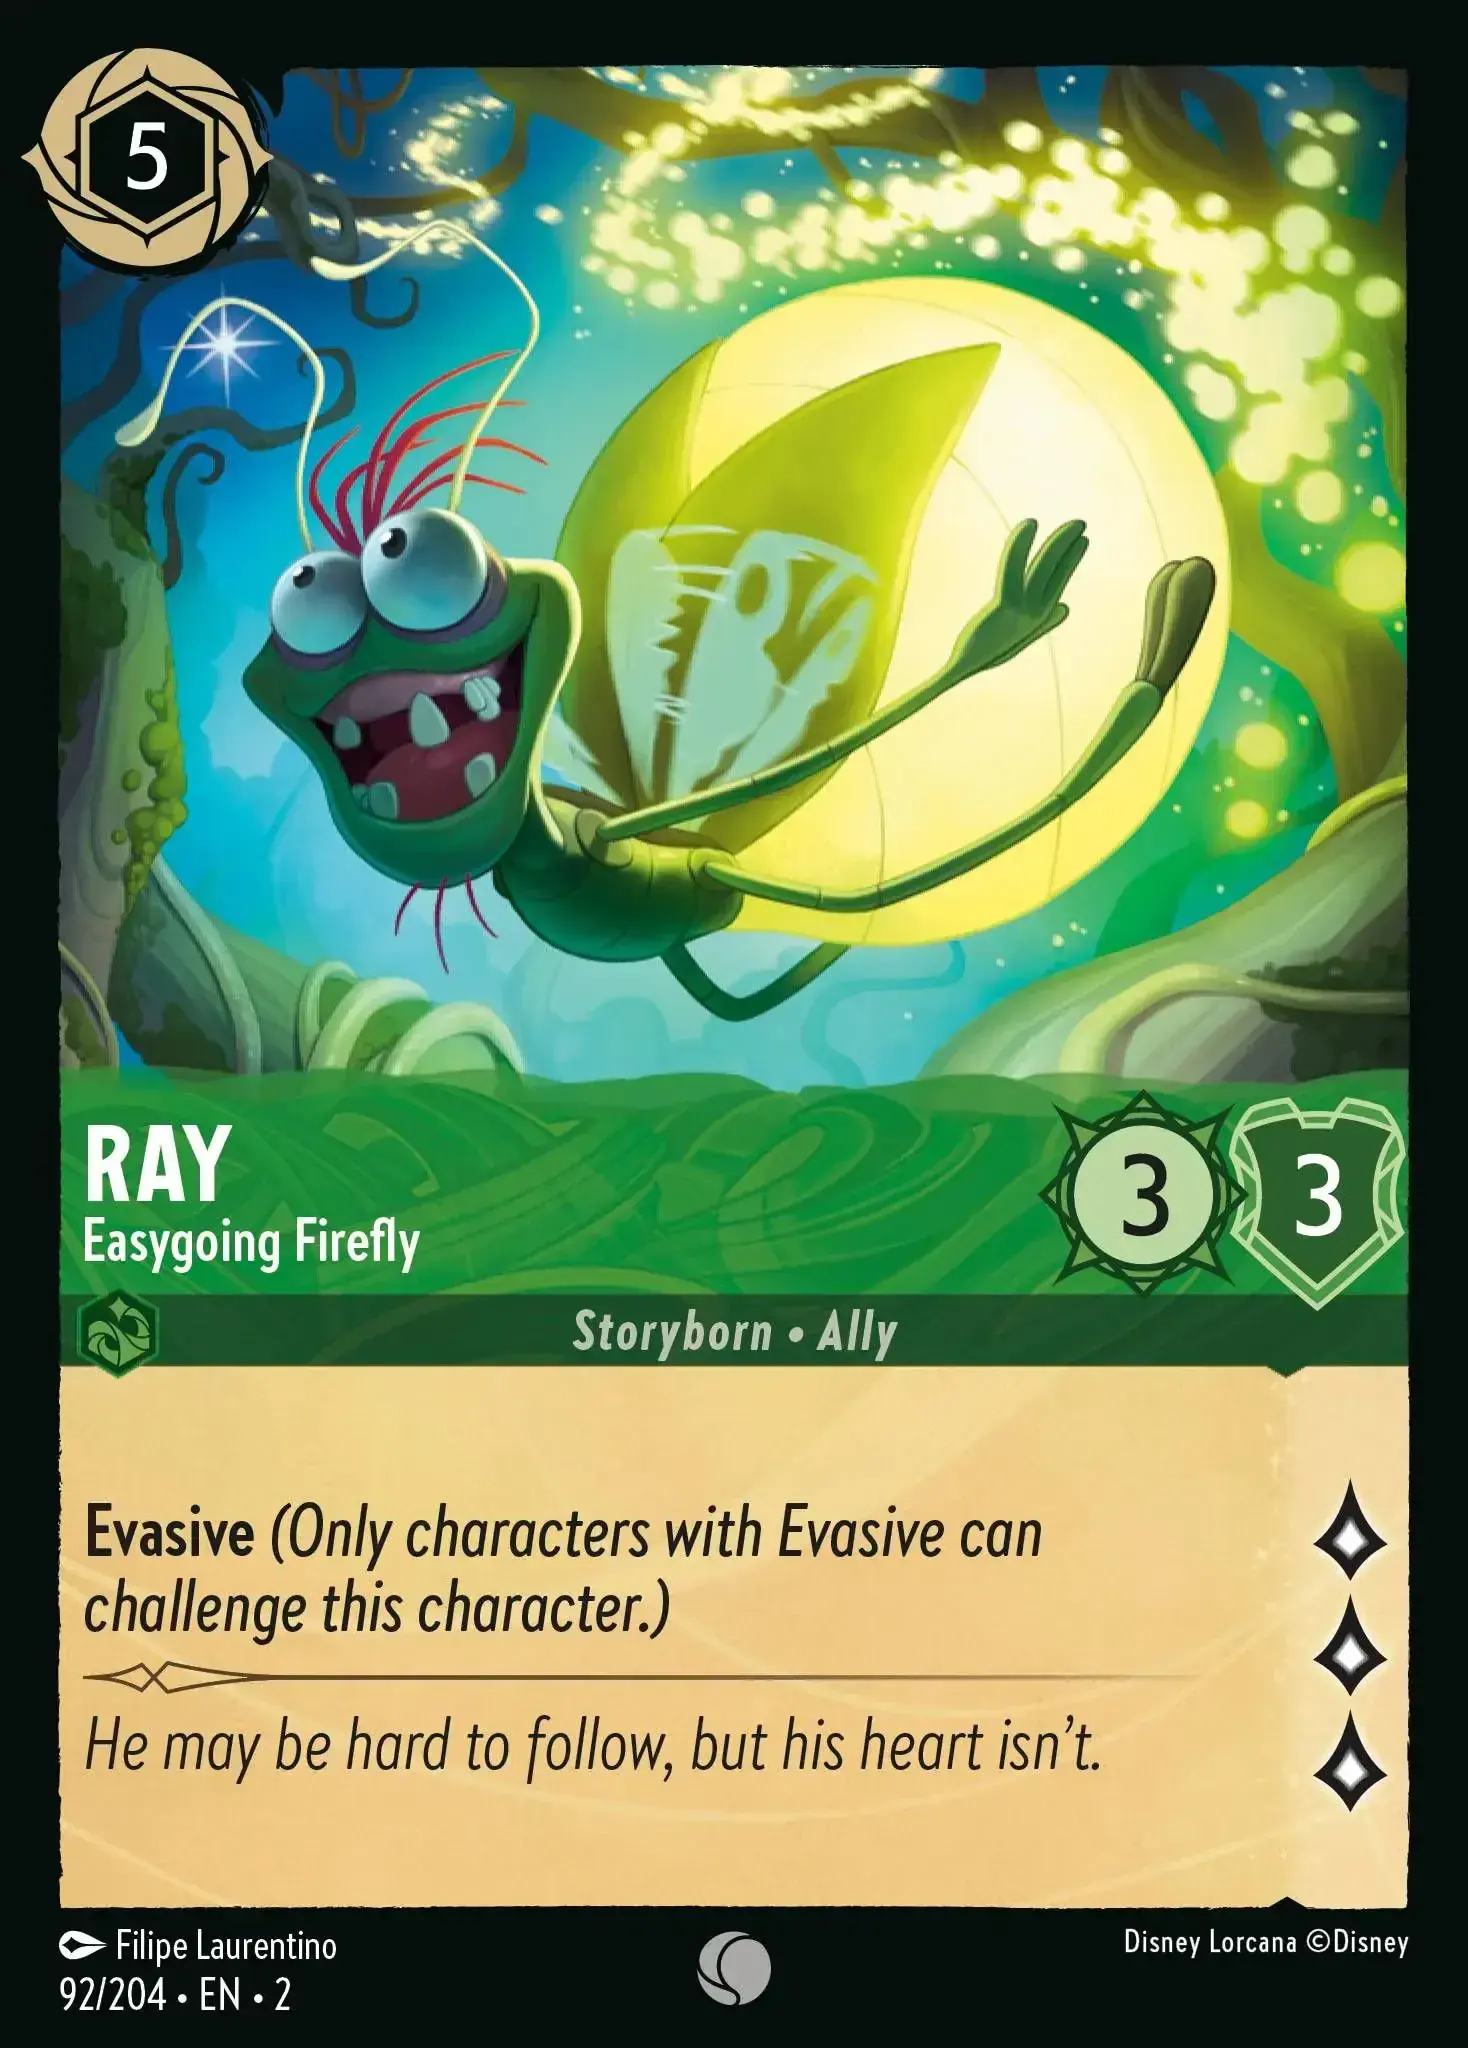 5
RAY
Easygoing Firefly
3
3
Storyborn • Ally
Evasive (Only characters with Evasive can
challenge this character.)
He may be hard to follow, but his heart isn't.
Filipe Laurentino
92/204 • EN • 2
Disney Lorcana ©Disney